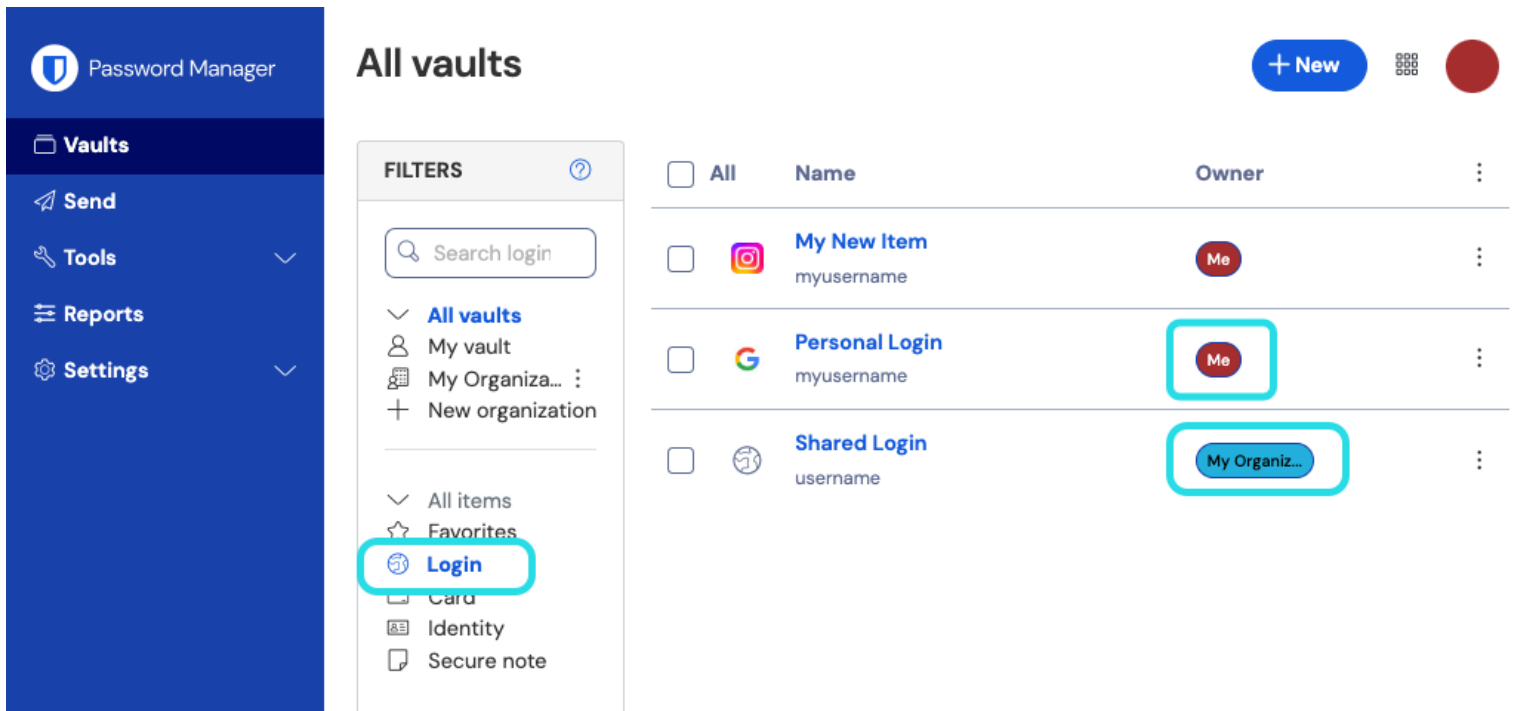 Password Manager
Vaults
Send
Tools
Reports
Settings
All vaults
New
FILTERS
Search login
All vaults
My vault
My Organiza...
New organization
All items
Favorites
Login
Card
Identity
Secure note
All Name Owner
My New Item
myusername
Me
Personal Login
myusername
Me
Shared Login
username
My Organiz...